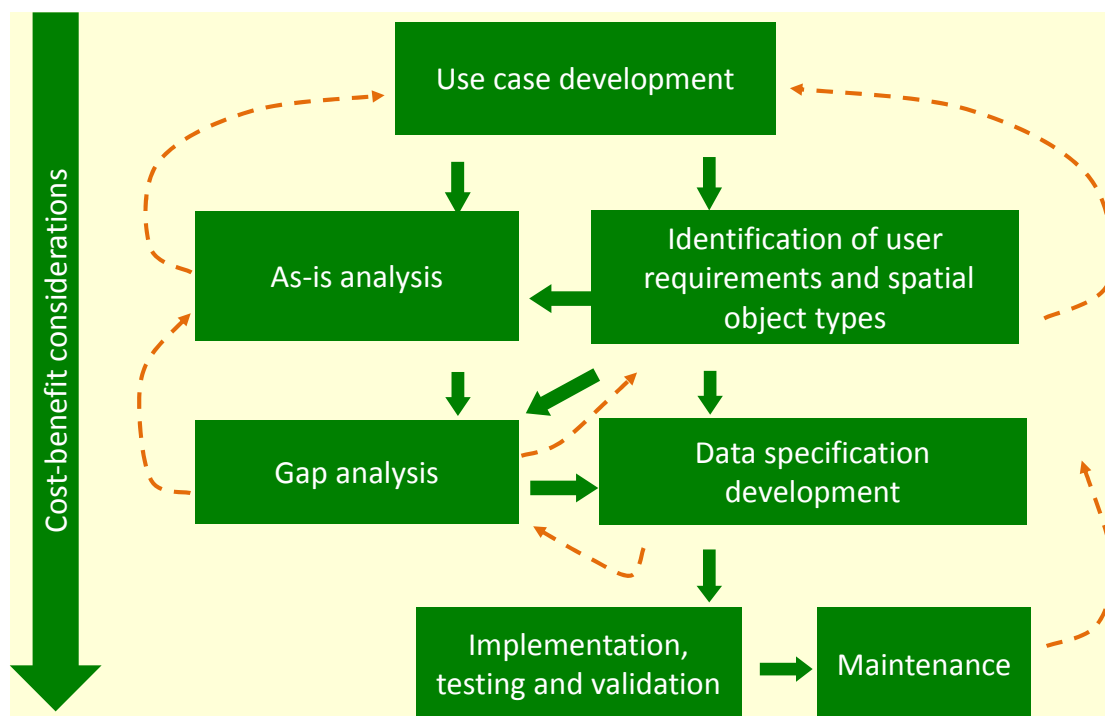 Cost-benefit considerations
Use case development
As-is analysis
Identification of user
requirements and spatial
object types
Gap analysis
Data specification
development
Implementation,
testing and validation
Maintenance